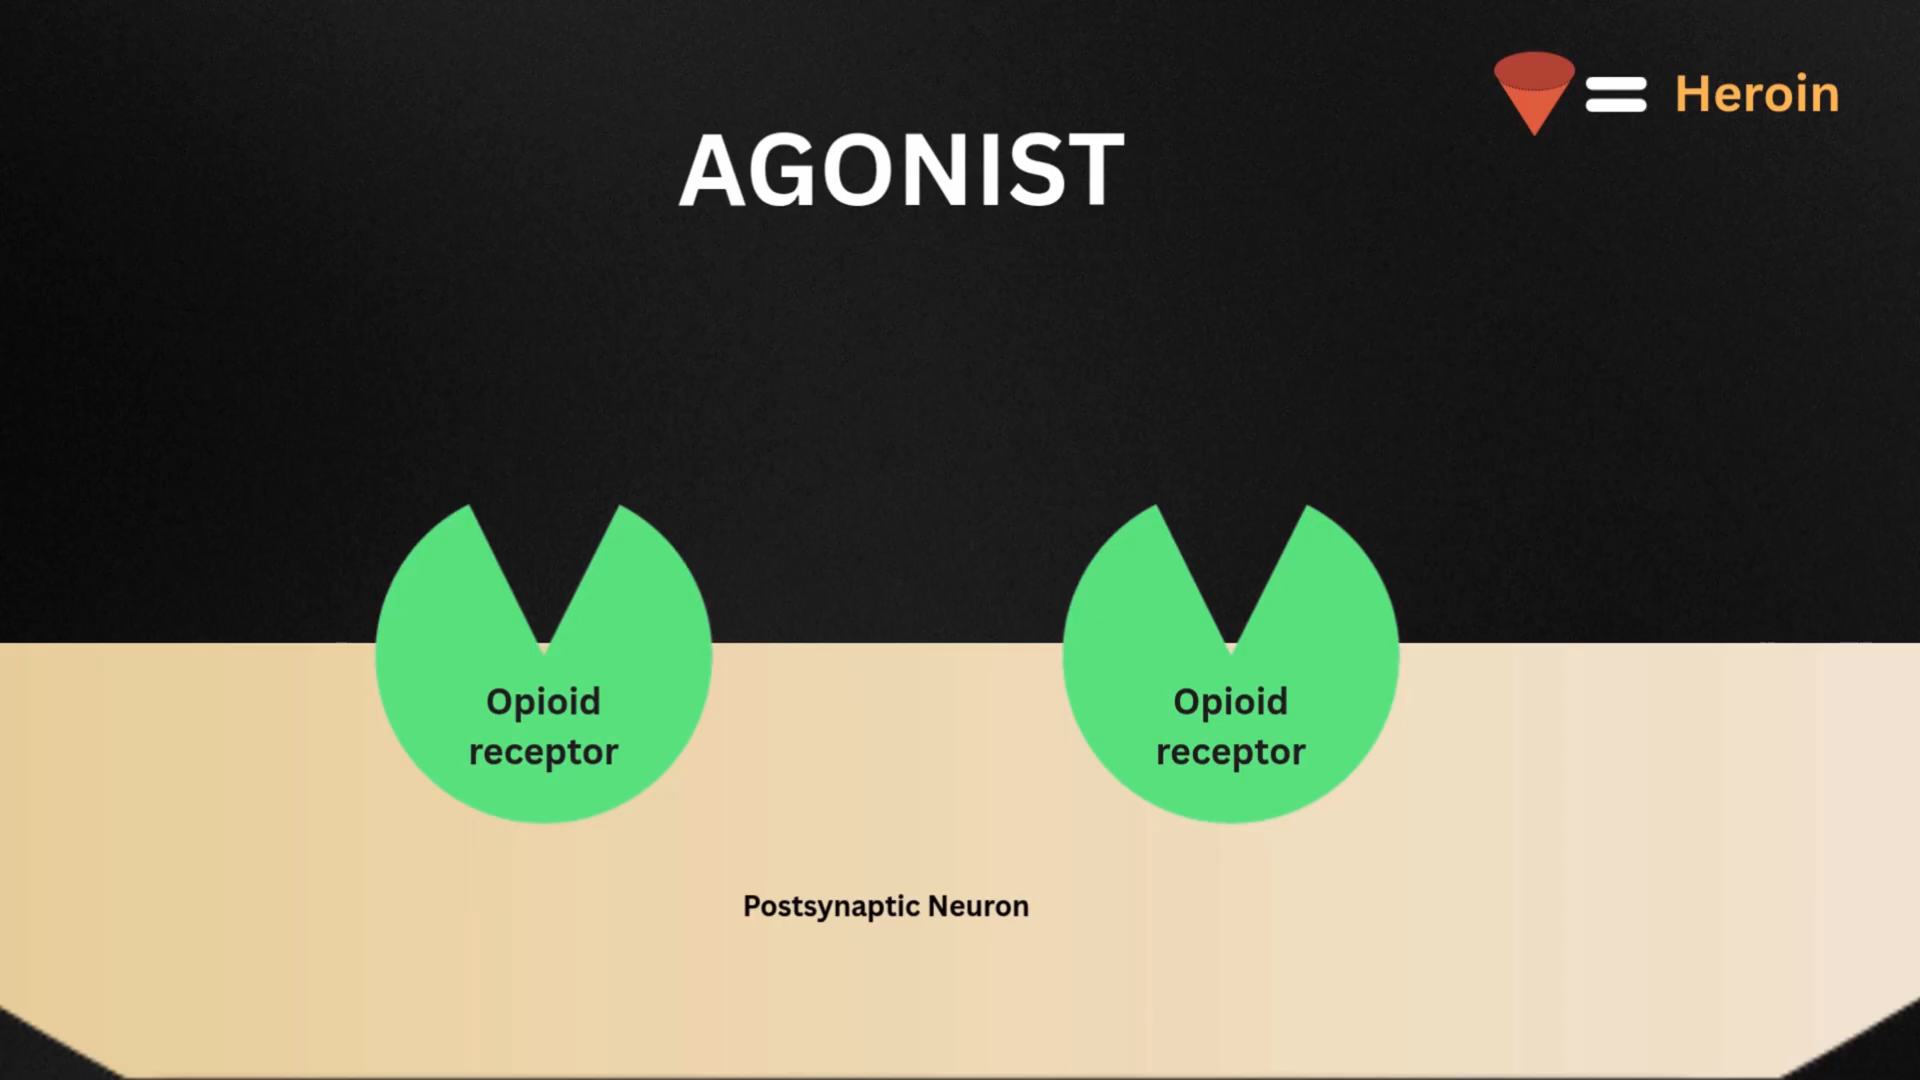 Heroin
AGONIST
Opioid
receptor
Opioid
receptor
Postsynaptic Neuron